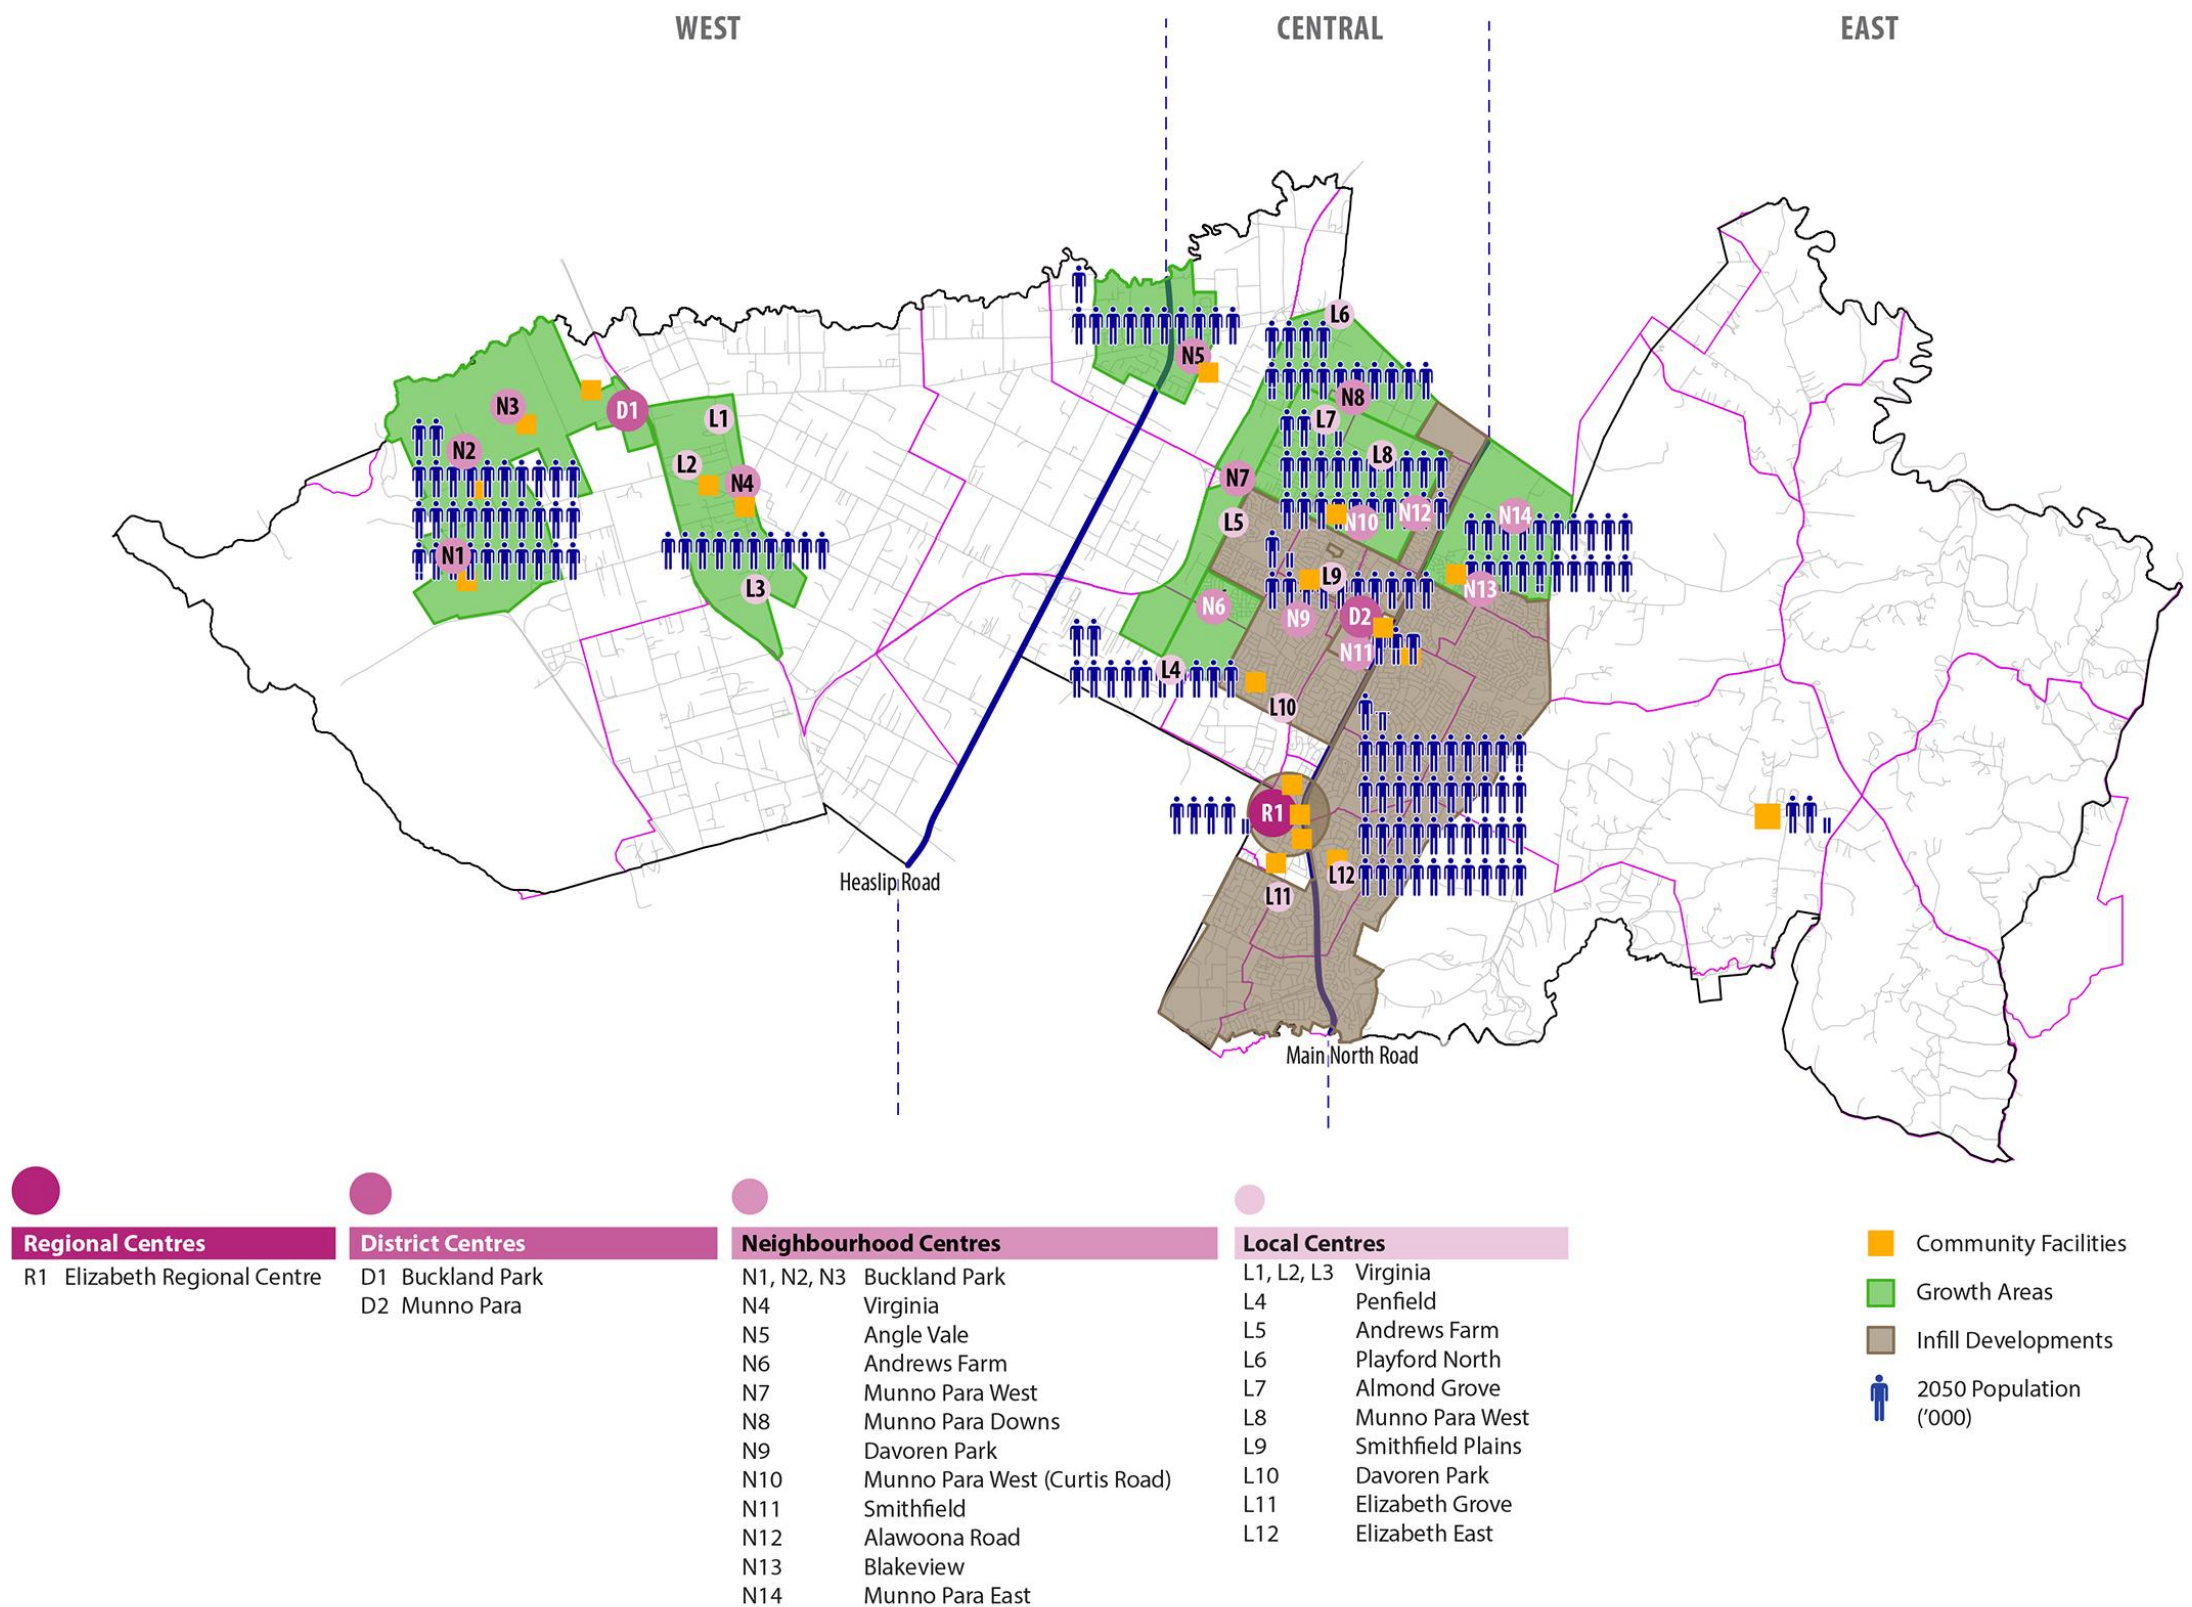 WEST
CENTRAL
EAST
L6
N5
N8
N3
D1
L1
L7
N2
L2
L8
N4
N7
L5
N10
N12
N14
N1
L3
L9
N13
N6
N9
D2
N11
L4
L10
R1
L12
L11
Heaslip Road
Main North Road
Regional Centres
R1 Elizabeth Regional Centre
District Centres
D1 Buckland Park
D2 Munno Para
Neighbourhood Centres
N1, N2, N3 Buckland Park
N4 Virginia
N5 Angle Vale
N6 Andrews Farm
N7 Munno Para West
N8 Munno Para Downs
N9 Davoren Park
N10 Munno Para West (Curtis Road)
N11 Smithfield
N12 Alawoona Road
N13 Blakeview
N14 Munno Para East
Local Centres
L1, L2, L3 Virginia
L4 Penfield
L5 Andrews Farm
L6 Playford North
L7 Almond Grove
L8 Munno Para West
L9 Smithfield Plains
L10 Davoren Park
L11 Elizabeth Grove
L12 Elizabeth East
Community Facilities
Growth Areas
Infill Developments
2050 Population
('000)